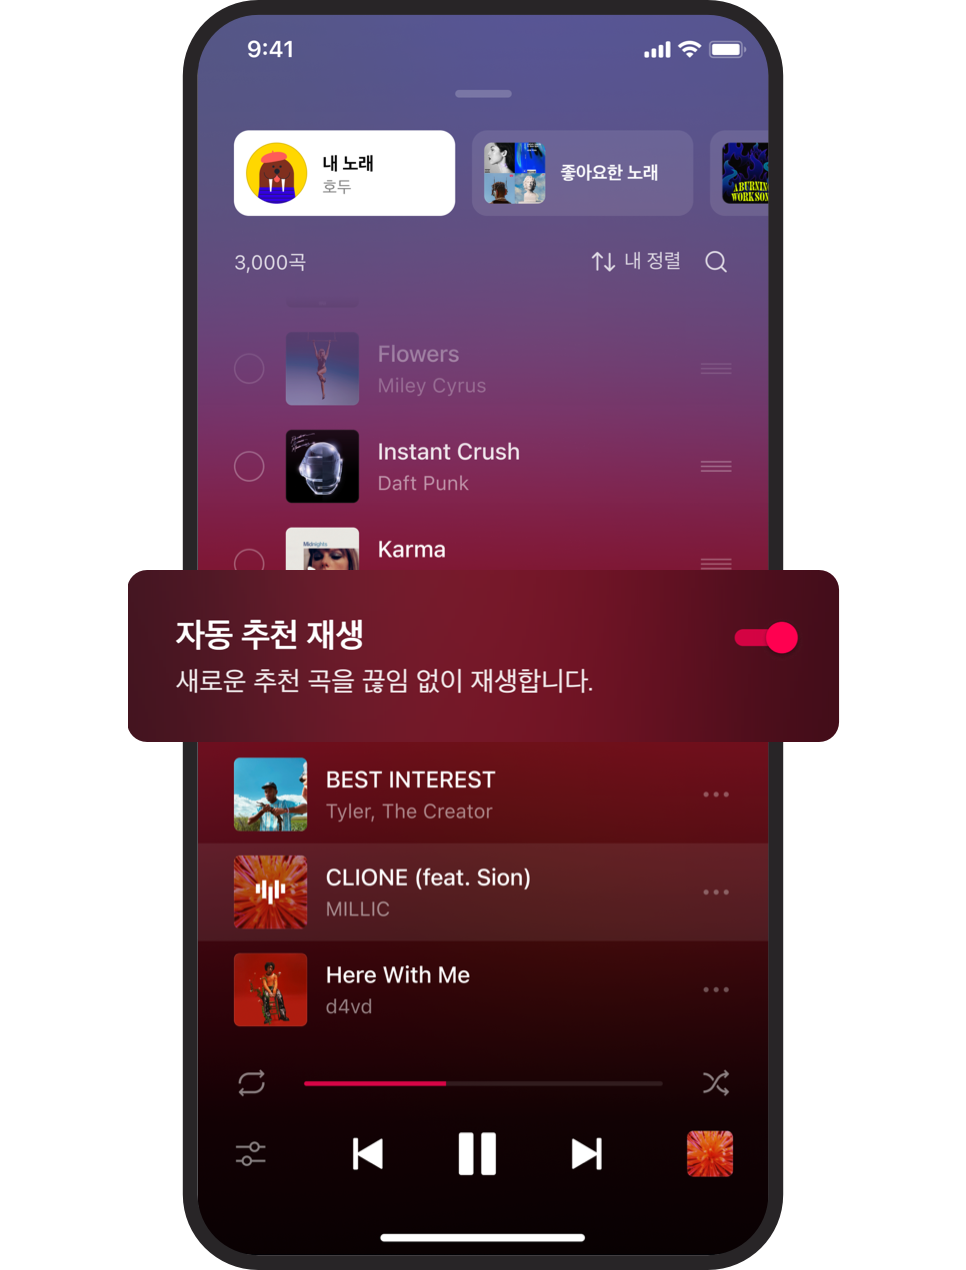 9:41
내 노래
호두
좋아요한 노래
A BURNING
WORKSON
3,000곡
내 정렬
Flowers
Miley Cyrus
Instant Crush
Daft Punk
Midnights
Karma
자동 추천 재생
새로운 추천 곡을 끊임 없이 재생합니다.
BEST INTEREST
Tyler, The Creator
CLIONE (feat. Sion)
MILLIC
Here With Me
d4vd